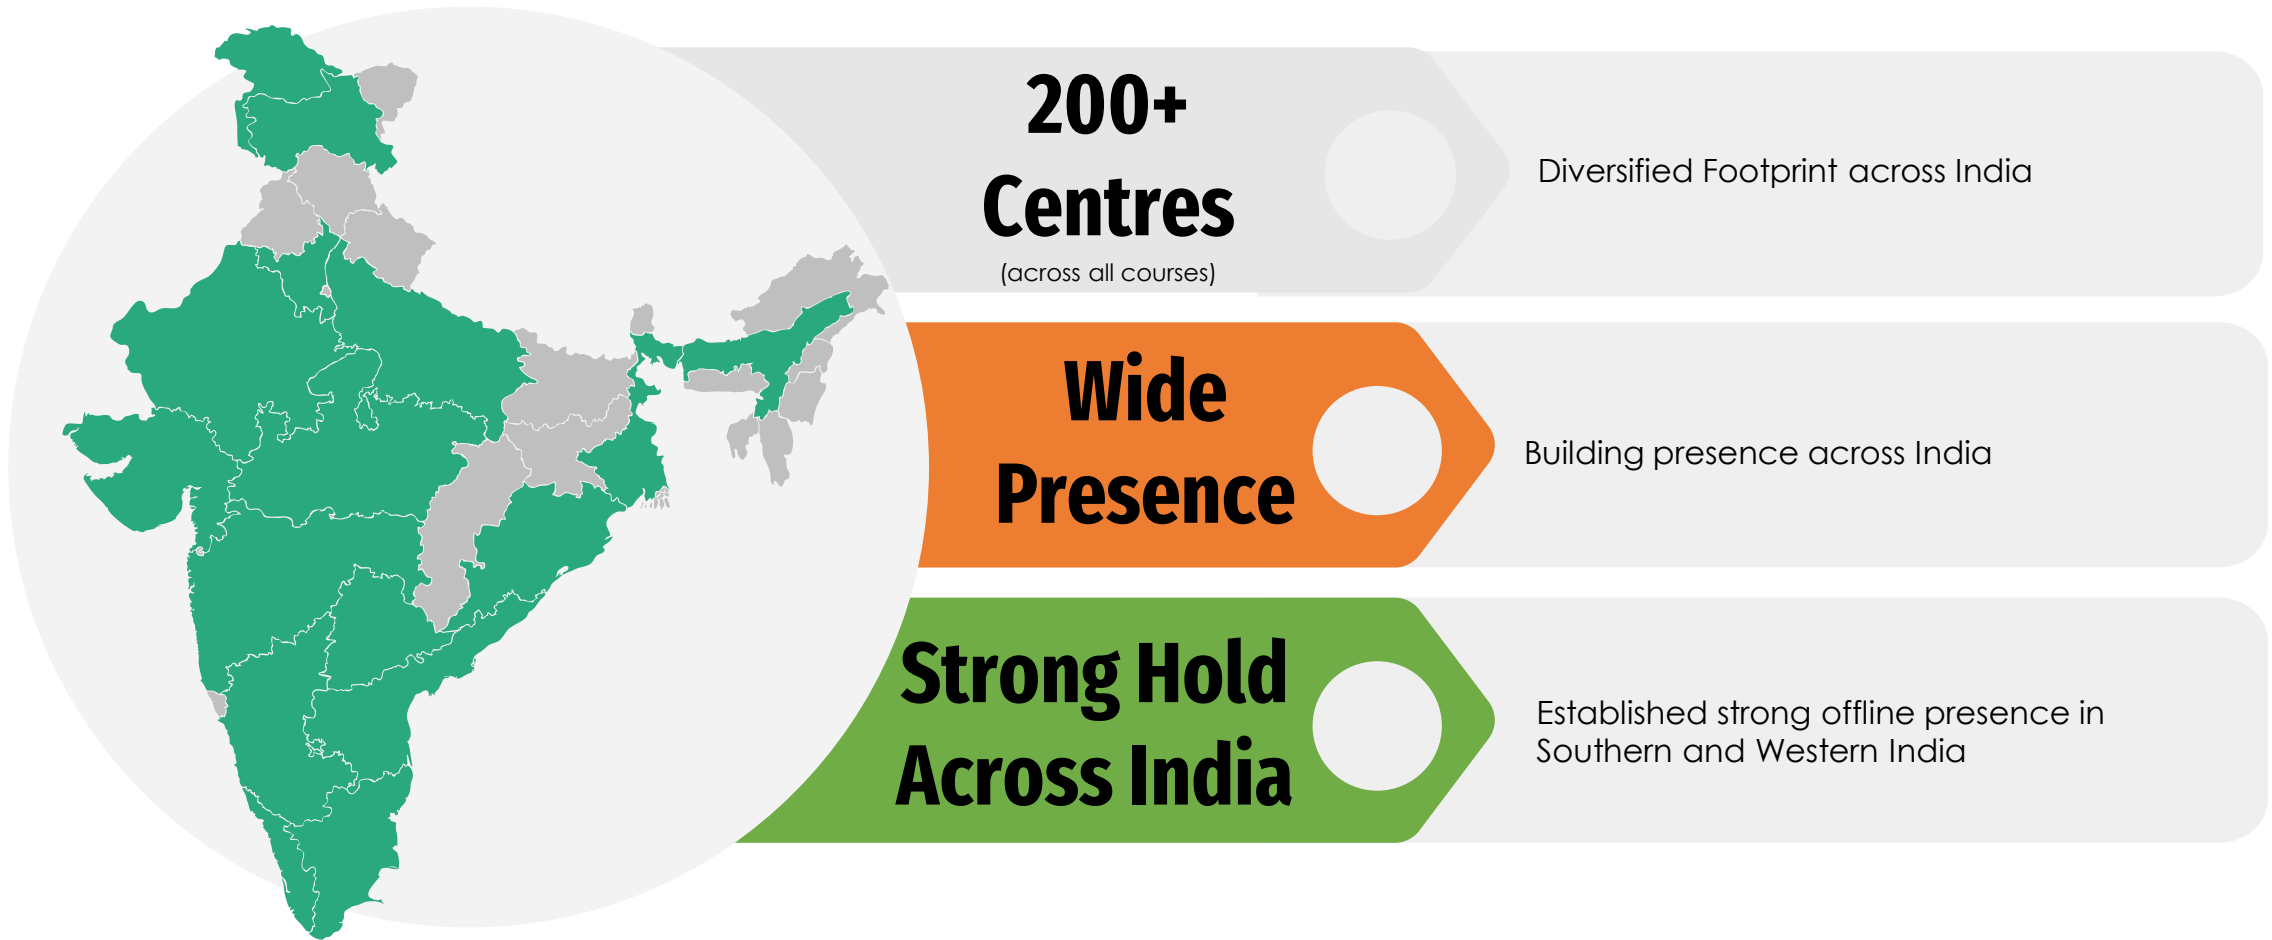 200+
Centres
(across all courses)
Diversified Footprint across India
Wide
Presence
Building presence across India
Strong Hold
Across India
Established strong offline presence in
Southern and Western India